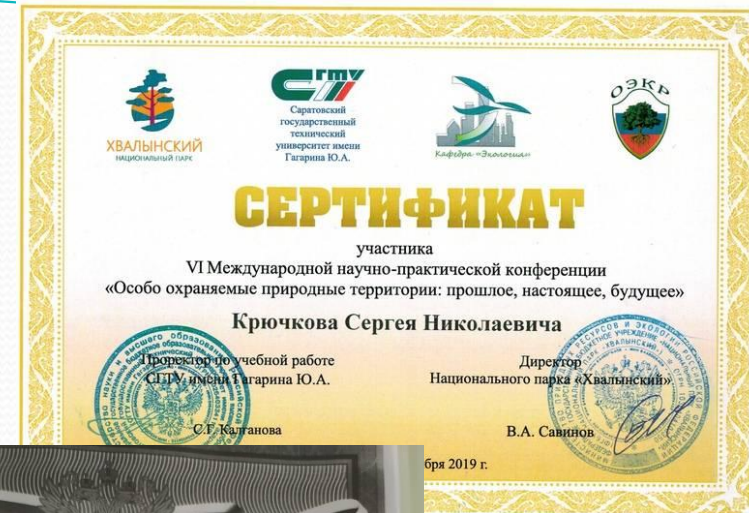 ХВАЛЫНСКИЙ
НАЦИОНАЛЬНЫЙ ПАРК
СГТУ
Саратовский
государственный
технический
университет имени
Гагарина Ю.А.
Кафедра «Экология»
ОЭКР
СЕРТИФИКАТ
участника
VI Международной научно-практической конференции
«Особо охраняемые природные территории: прошлое, настоящее, будущее»
Крючкова Сергея Николаевича
Проректор по учебной работе
СГТУ имени Гагарина Ю.А.
С.Г. Калганова
Директор
Национального парка «Хвалынский»
В.А. Савинов
бря 2019 г.